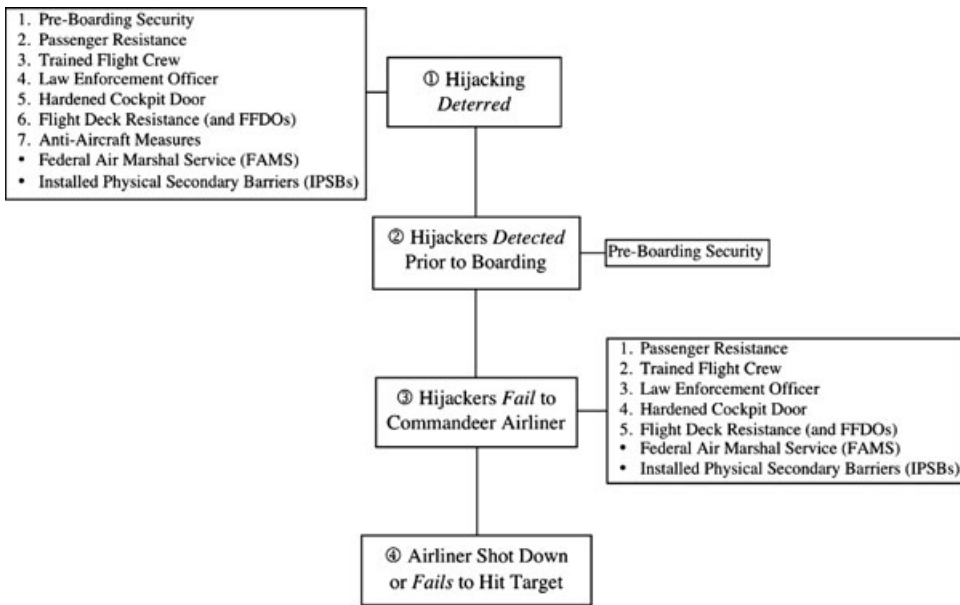 1. Pre-Boarding Security
2. Passenger Resistance
3. Trained Flight Crew
4. Law Enforcement Officer
5. Hardened Cockpit Door
6. Flight Deck Resistance (and FFDOs)
7. Anti-Aircraft Measures
• Federal Air Marshal Service (FAMS)
• Installed Physical Secondary Barriers (IPSBs)
① Hijacking
Deterred
② Hijackers Detected
Prior to Boarding
Pre-Boarding Security
③ Hijackers Fail to
Commandeer Airliner
1. Passenger Resistance
2. Trained Flight Crew
3. Law Enforcement Officer
4. Hardened Cockpit Door
5. Flight Deck Resistance (and FFDOs)
• Federal Air Marshal Service (FAMS)
• Installed Physical Secondary Barriers (IPSBs)
④ Airliner Shot Down
or Fails to Hit Target